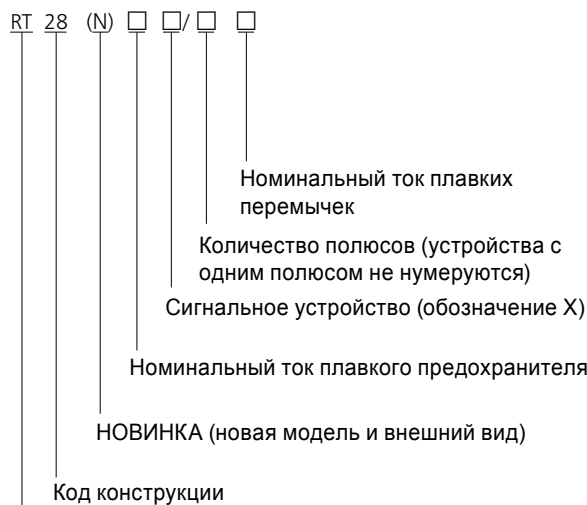 RT 28 (N) □ □/ □ □
Номинальный ток плавких
перемычек
Количество полюсов (устройства с
одним полюсом не нумеруются)
Сигнальное устройство (обозначение X)
Номинальный ток плавкого предохранителя
НОВИНКА (новая модель и внешний вид)
Код конструкции